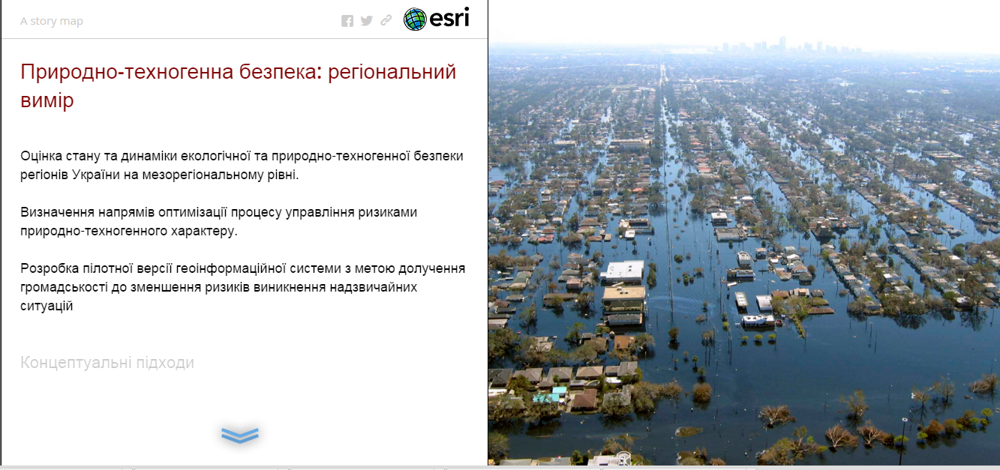 A story map
esri
Природно-техногенна безпека: регіональний
вимір
Оцінка стану та динаміки екологічної та природно-техногенної безпеки
регіонів України на мезорегіональному рівні.
Визначення напрямів оптимізації процесу управління ризиками
природно-техногенного характеру.
Розробка пілотної версії геоінформаційної системи з метою долучення
громадськості до зменшення ризиків виникнення надзвичайних
ситуацій
Концептуальні підходи